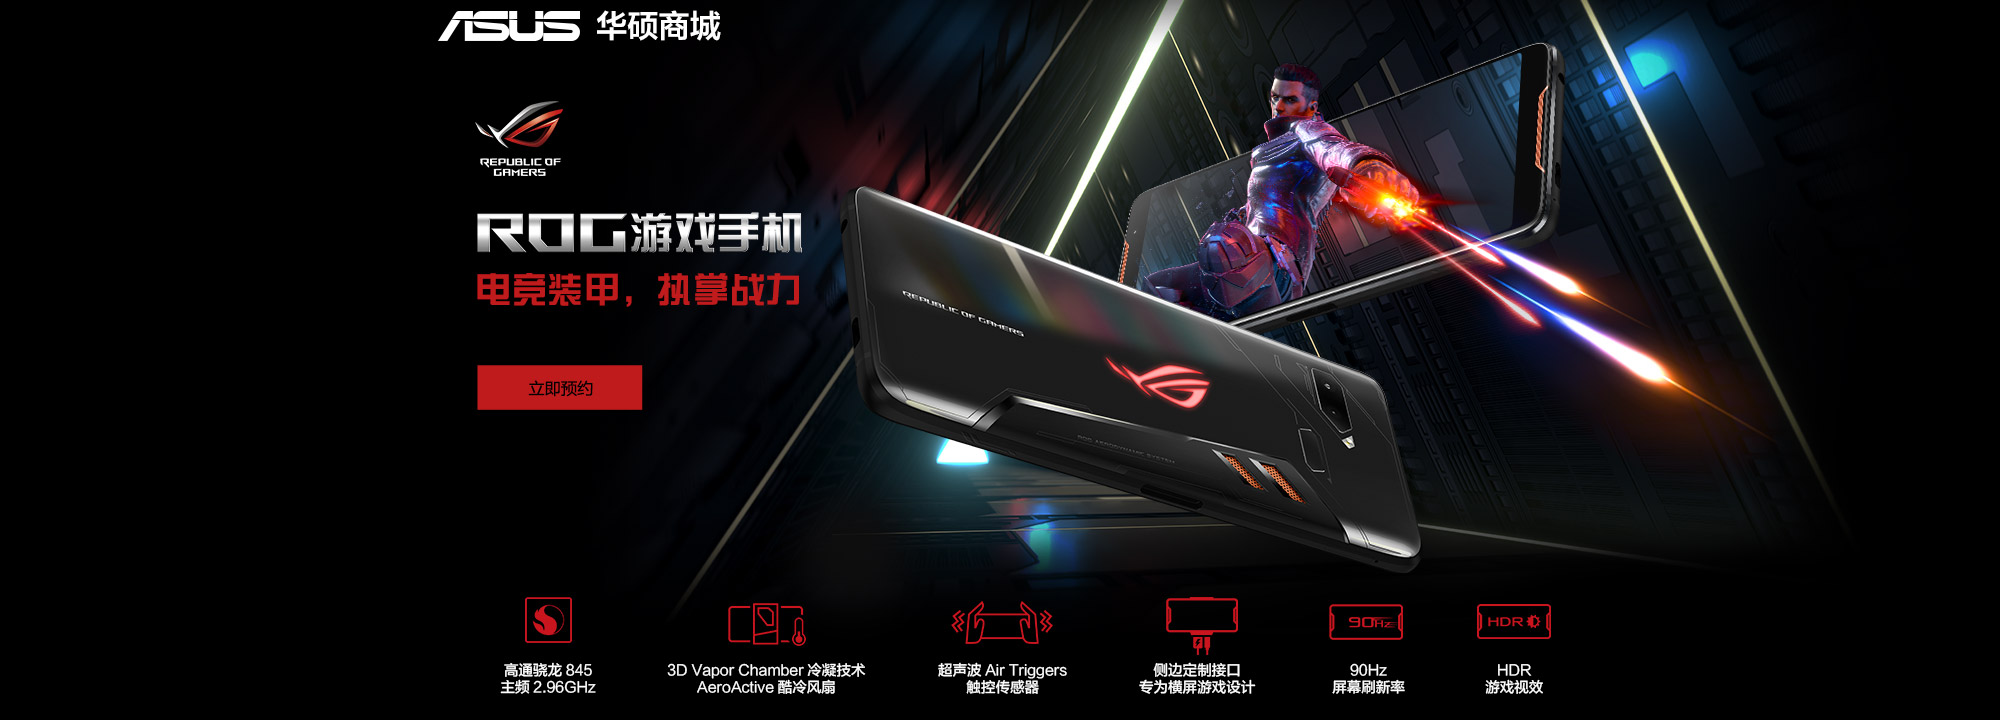 ASUS 华硕商城
REPUBLIC OF
GAMERS
ROG游戏手机
电竞装甲，执掌战力
立即预约
REPUBLIC OF GAMERS
ROG AERODYNAMIC SYSTEM
90Hz
HDR
高通骁龙 845
主频 2.96GHz
3D Vapor Chamber 冷凝技术
AeroActive 酷冷风扇
超声波 Air Triggers
触控传感器
侧边定制接口
专为横屏游戏设计
90Hz
屏幕刷新率
HDR
游戏视效